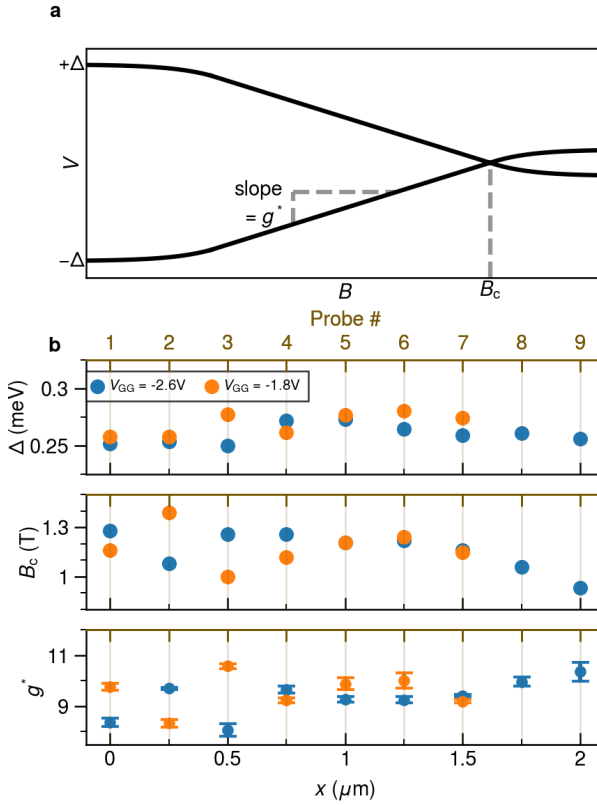 a
+Δ
V
−Δ
slope
= g*
B
Bc
Probe #
b
1 2 3 4 5 6 7 8 9
VGG = -2.6V VGG = -1.8V
0.3
0.25
Δ (meV)
1.3
1
Bc (T)
11
9
g*
0 0.5 1 1.5 2
x (μm)